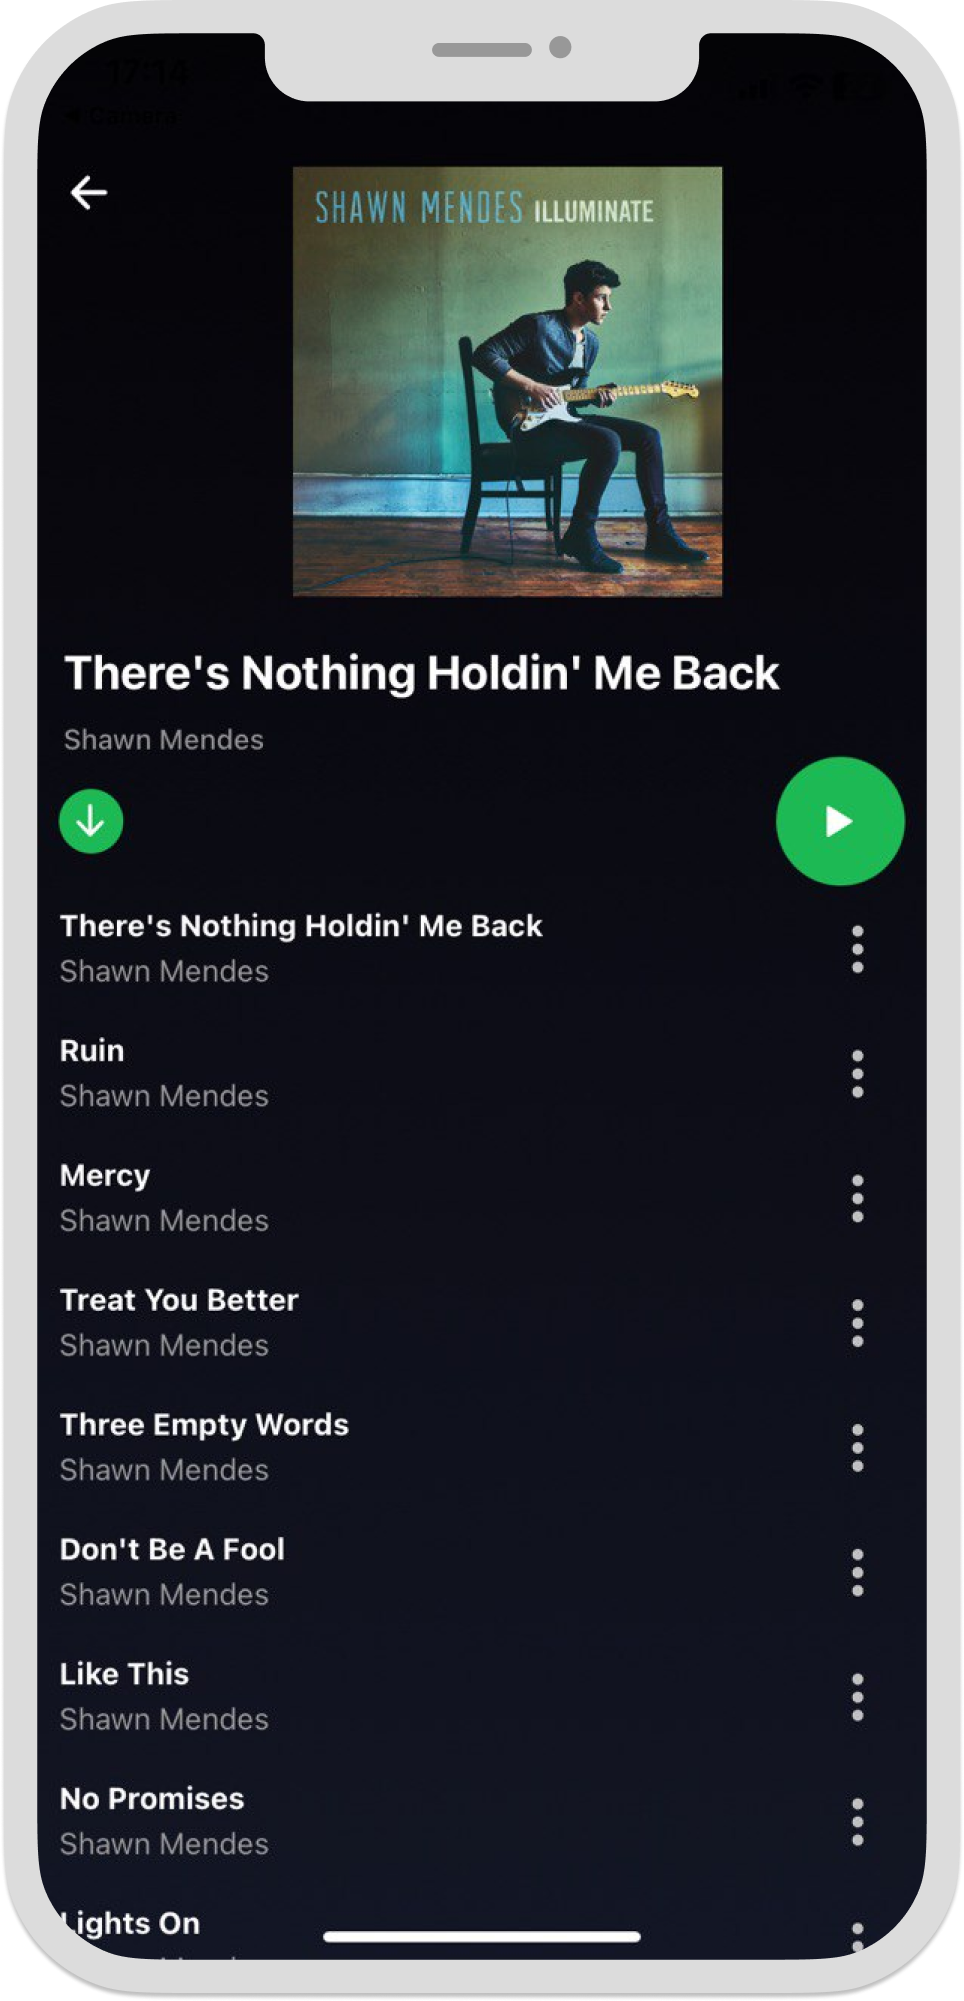 17:14
◀ Camera
SHAWN MENDES ILLUMINATE
There's Nothing Holdin' Me Back
Shawn Mendes
There's Nothing Holdin' Me Back
Shawn Mendes
Ruin
Shawn Mendes
Mercy
Shawn Mendes
Treat You Better
Shawn Mendes
Three Empty Words
Shawn Mendes
Don't Be A Fool
Shawn Mendes
Like This
Shawn Mendes
No Promises
Shawn Mendes
Lights On